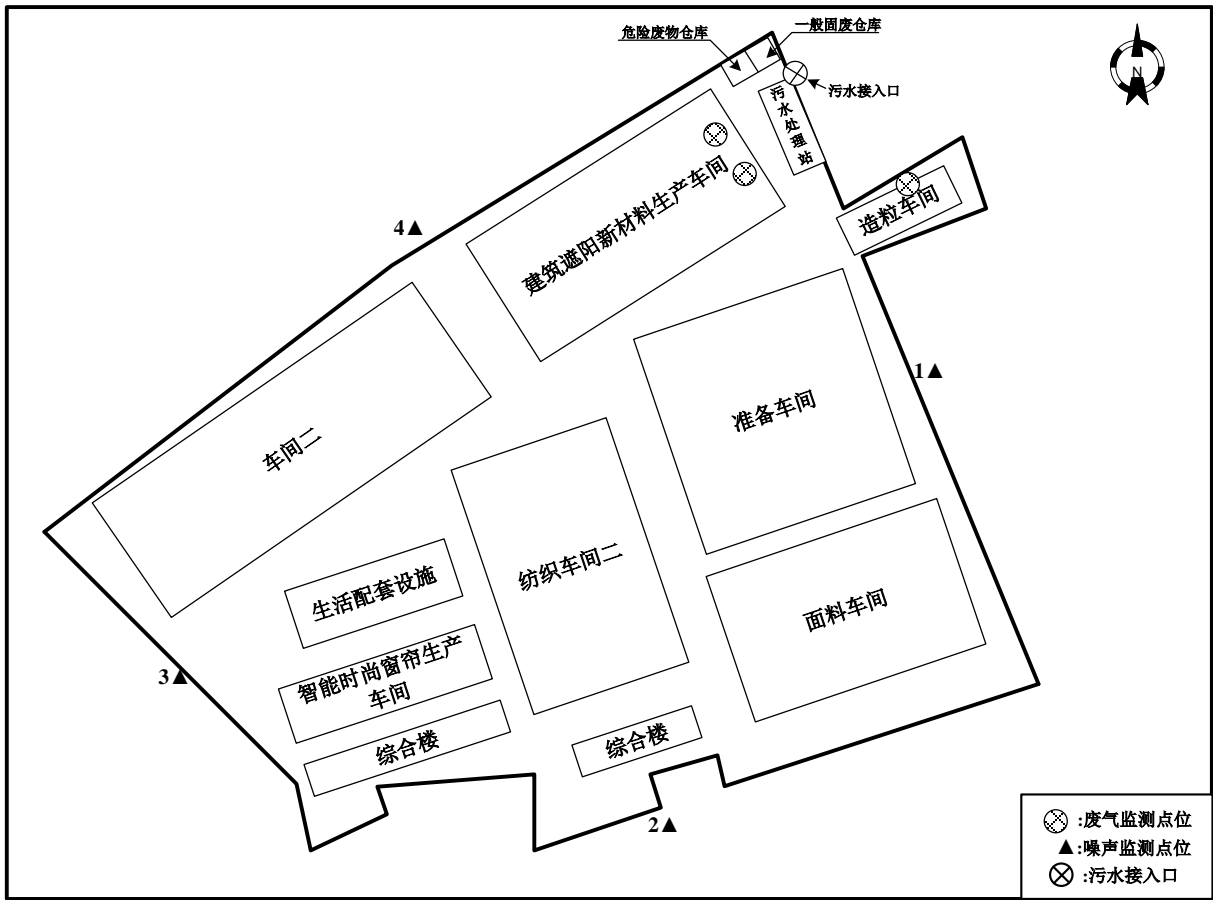 危险废物仓库
一般固废仓库
N
污水接入口
污水处理站
造粒车间
建筑遮阳新材料生产车间
4▲
1▲
准备车间
车间二
纺织车间二
面料车间
生活配套设施
3▲
智能时尚窗帘生产
车间
综合楼
综合楼
2▲
:废气监测点位
▲:噪声监测点位
:污水接入口